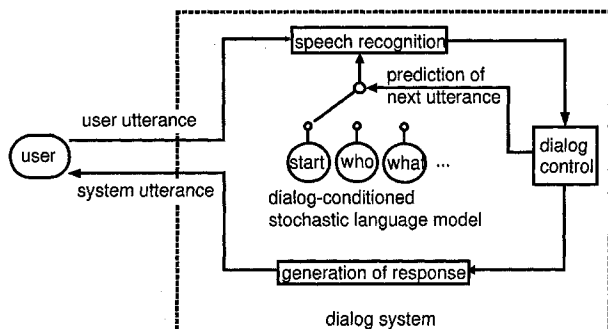 speech recognition
prediction of
next utterance
user utterance
user
system utterance
start
who
what
...
dialog
control
dialog-conditioned
stochastic language model
generation of response
dialog system